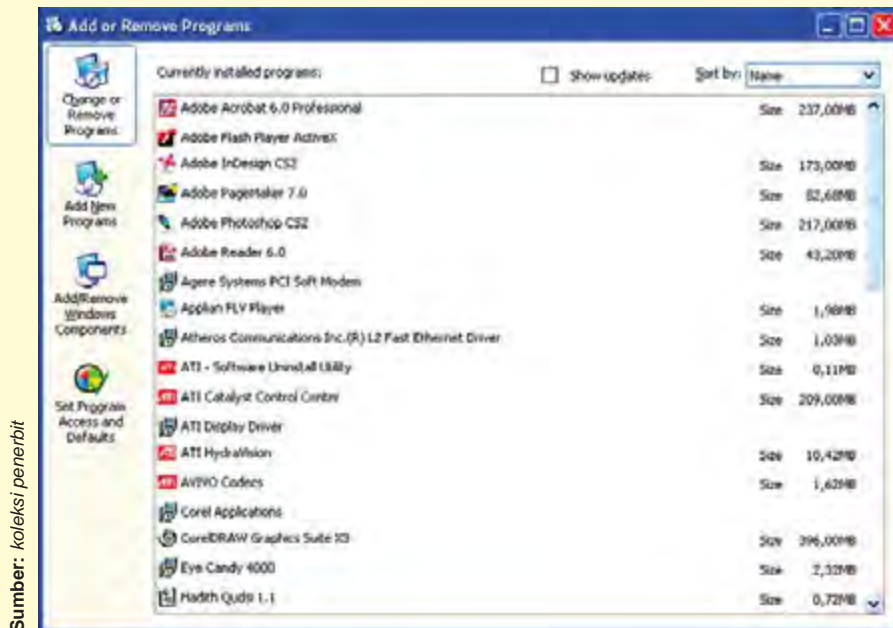 Add or Remove Programs
Change or
Remove
Programs
Add New
Programs
Add/Remove
Windows
Components
Set Program
Access and
Defaults
Currently installed programs:
Show updates
Sort by: Name
Adobe Acrobat 6.0 Professional Size 237,00MB
Adobe Flash Player ActiveX
Adobe InDesign CS2 Size 173,00MB
Adobe PageMaker 7.0 Size 82,68MB
Adobe Photoshop CS2 Size 217,00MB
Adobe Reader 6.0 Size 43,20MB
Agere Systems PCI Soft Modem
Applian FLV Player Size 1,98MB
Atheros Communications Inc.(R) L2 Fast Ethernet Driver Size 1,03MB
ATI - Software Uninstall Utility Size 0,11MB
ATI Catalyst Control Center Size 209,00MB
ATI Display Driver
ATI HydraVision Size 10,42MB
AVIVO Codecs Size 1,62MB
Corel Applications
CorelDRAW Graphics Suite X3 Size 396,00MB
Eye Candy 4000 Size 2,32MB
Hadith Qudsi 1.1 Size 0,72MB
Sumber: koleksi penerbit